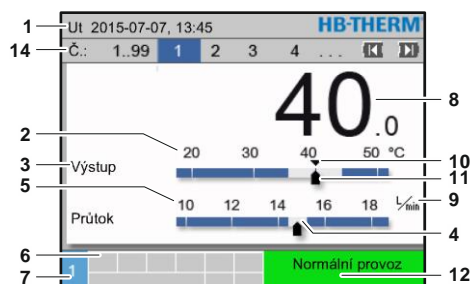 1 Ut 2015-07-07, 13:45 HB-THERM
14 Č.: 1..99 1 2 3 4 ...
40.0 8
2 20 30 40 50 °C 10
3 Výstup 11
5 10 12 14 16 18 L/min 9
Průtok 4
6
7 1 Normální provoz 12